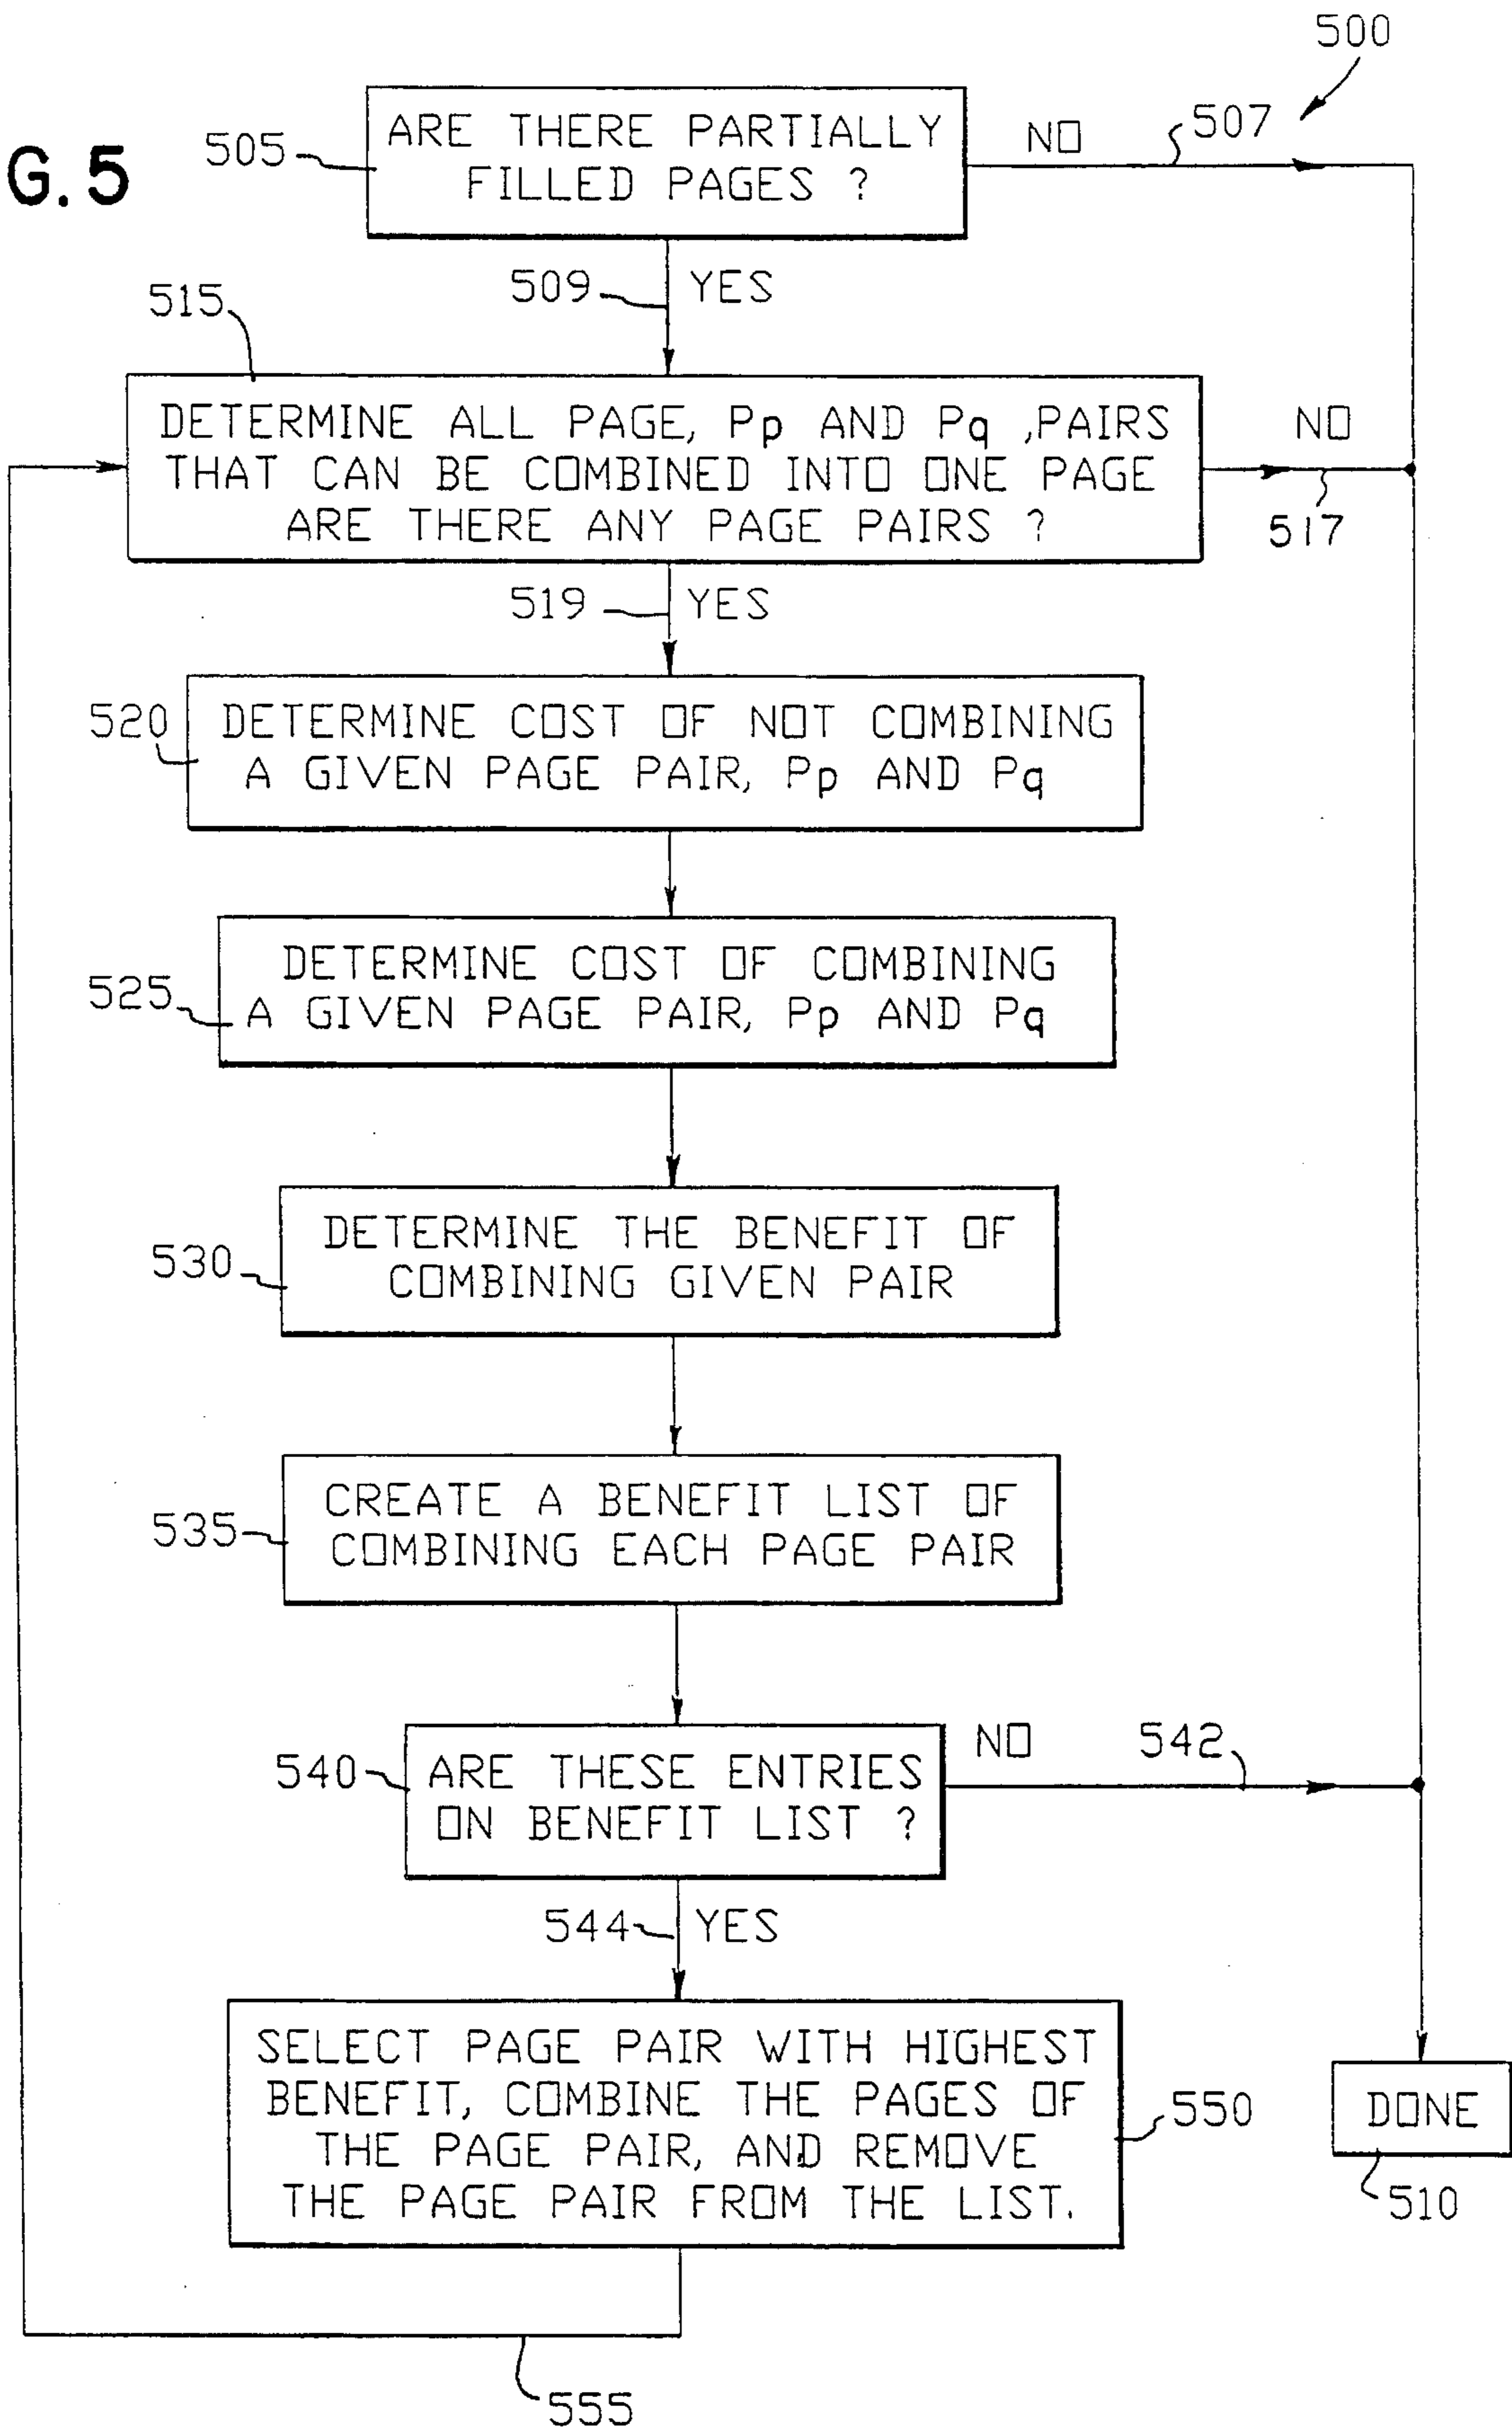 500
G. 5
505
ARE THERE PARTIALLY
FILLED PAGES ?
NO
507
509
YES
515
DETERMINE ALL PAGE, Pp AND Pq ,PAIRS
THAT CAN BE COMBINED INTO ONE PAGE
ARE THERE ANY PAGE PAIRS ?
NO
517
519
YES
520
DETERMINE COST OF NOT COMBINING
A GIVEN PAGE PAIR, Pp AND Pq
525
DETERMINE COST OF COMBINING
A GIVEN PAGE PAIR, Pp AND Pq
530
DETERMINE THE BENEFIT OF
COMBINING GIVEN PAIR
535
CREATE A BENEFIT LIST OF
COMBINING EACH PAGE PAIR
540
ARE THESE ENTRIES
ON BENEFIT LIST ?
NO
542
544
YES
SELECT PAGE PAIR WITH HIGHEST
BENEFIT, COMBINE THE PAGES OF
THE PAGE PAIR, AND REMOVE
THE PAGE PAIR FROM THE LIST.
550
DONE
510
555